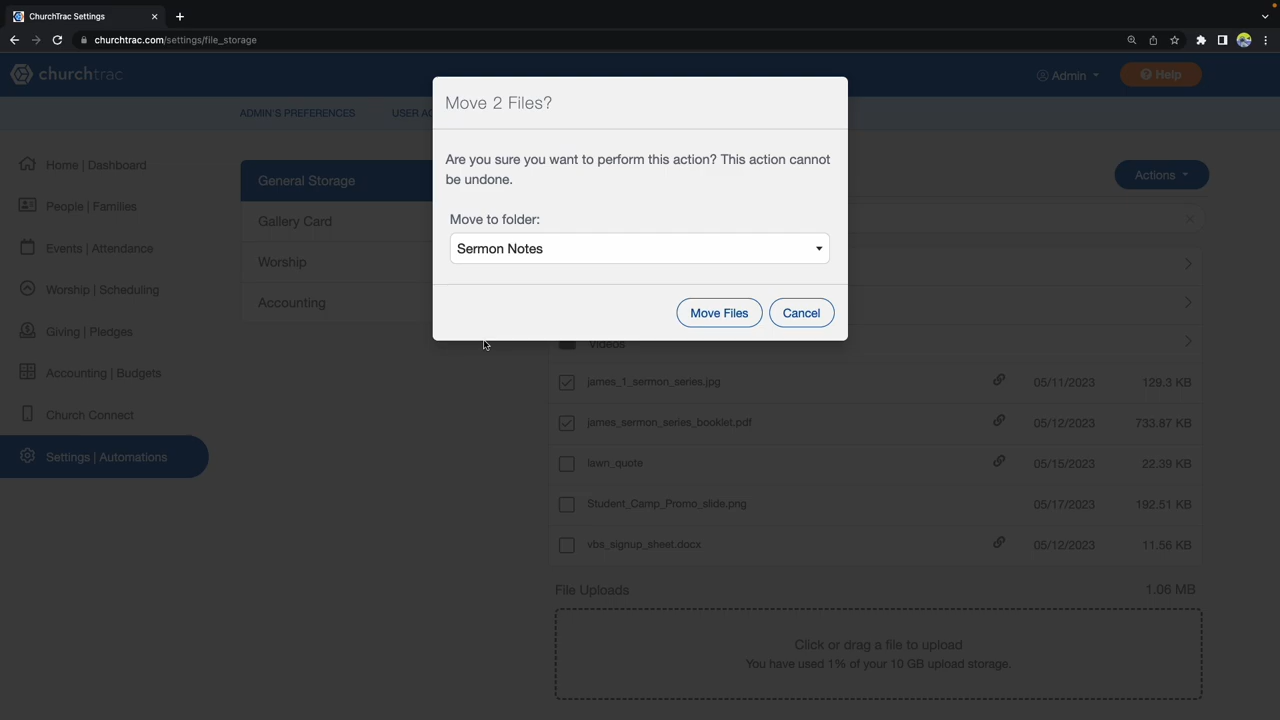 ChurchTrac Settings
churchtrac.com/settings/file_storage
churchtrac
Admin
Help
ADMIN'S PREFERENCES
USER AC
Home | Dashboard
People | Families
Events | Attendance
Worship | Scheduling
Giving | Pledges
Accounting | Budgets
Church Connect
Settings | Automations
General Storage
Gallery Card
Worship
Accounting
Actions
Move 2 Files?
Are you sure you want to perform this action? This action cannot
be undone.
Move to folder:
Sermon Notes
Move Files
Cancel
Videos
james_1_sermon_series.jpg 05/11/2023 129.3 KB
james_sermon_series_booklet.pdf 05/12/2023 733.87 KB
lawn_quote 05/15/2023 22.39 KB
Student_Camp_Promo_slide.png 05/17/2023 192.51 KB
vbs_signup_sheet.docx 05/12/2023 11.56 KB
File Uploads 1.06 MB
Click or drag a file to upload
You have used 1% of your 10 GB upload storage.